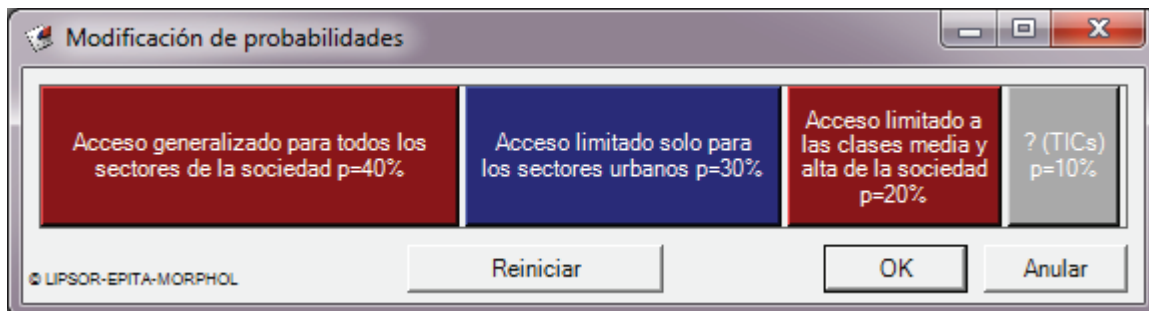 Modificación de probabilidades
Acceso generalizado para todos los
sectores de la sociedad p=40%
Acceso limitado solo para
los sectores urbanos p=30%
Acceso limitado a
las clases media y
alta de la sociedad
p=20%
? (TICs)
p=10%
© LIPSOR-EPITA-MORPHOL
Reiniciar
OK
Anular